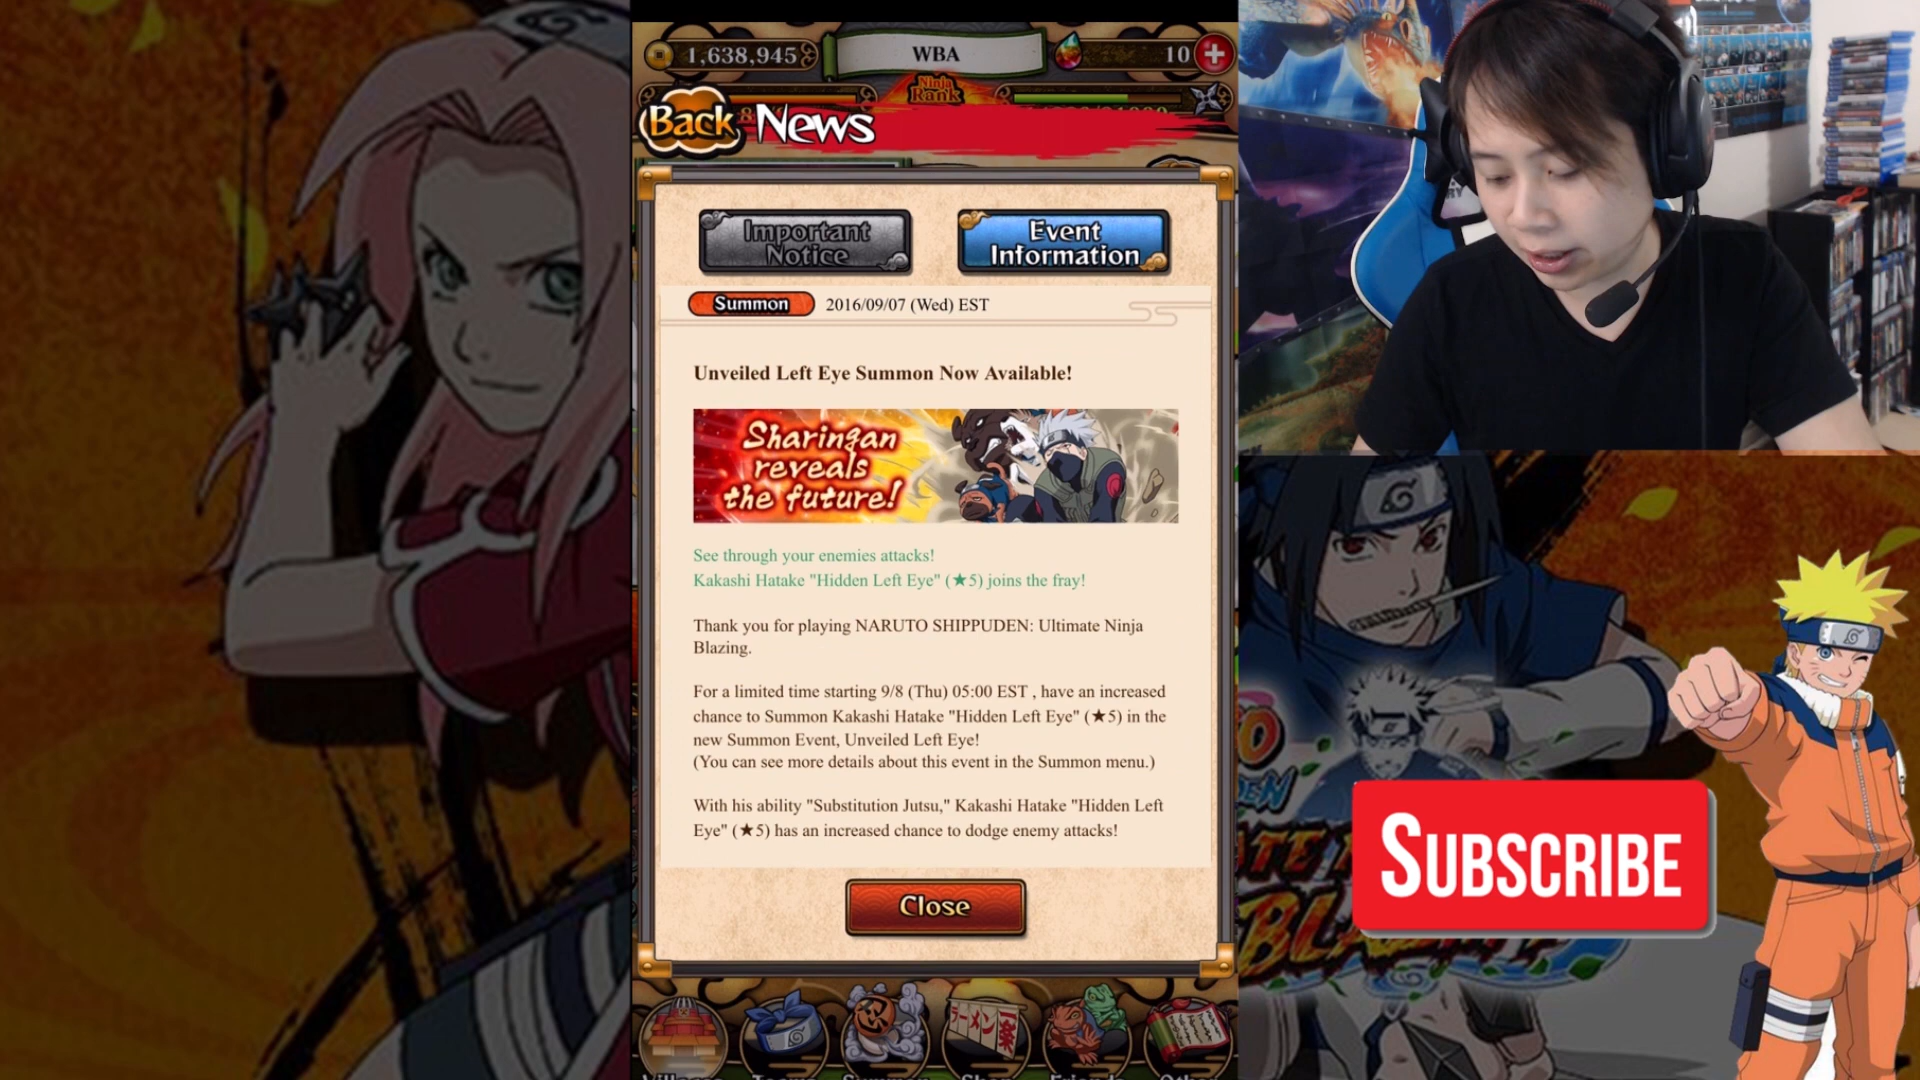 1,638,945
WBA
10
Ninja
Rank
Back
News
Important
Notice
Event
Information
Summon
2016/09/07 (Wed) EST
Unveiled Left Eye Summon Now Available!
Sharingan
reveals
the future!
See through your enemies attacks!
Kakashi Hatake "Hidden Left Eye" (★5) joins the fray!
Thank you for playing NARUTO SHIPPUDEN: Ultimate Ninja
Blazing.
For a limited time starting 9/8 (Thu) 05:00 EST , have an increased
chance to Summon Kakashi Hatake "Hidden Left Eye" (★5) in the
new Summon Event, Unveiled Left Eye!
(You can see more details about this event in the Summon menu.)
With his ability "Substitution Jutsu," Kakashi Hatake "Hidden Left
Eye" (★5) has an increased chance to dodge enemy attacks!
Close
SUBSCRIBE
ラーメン一楽